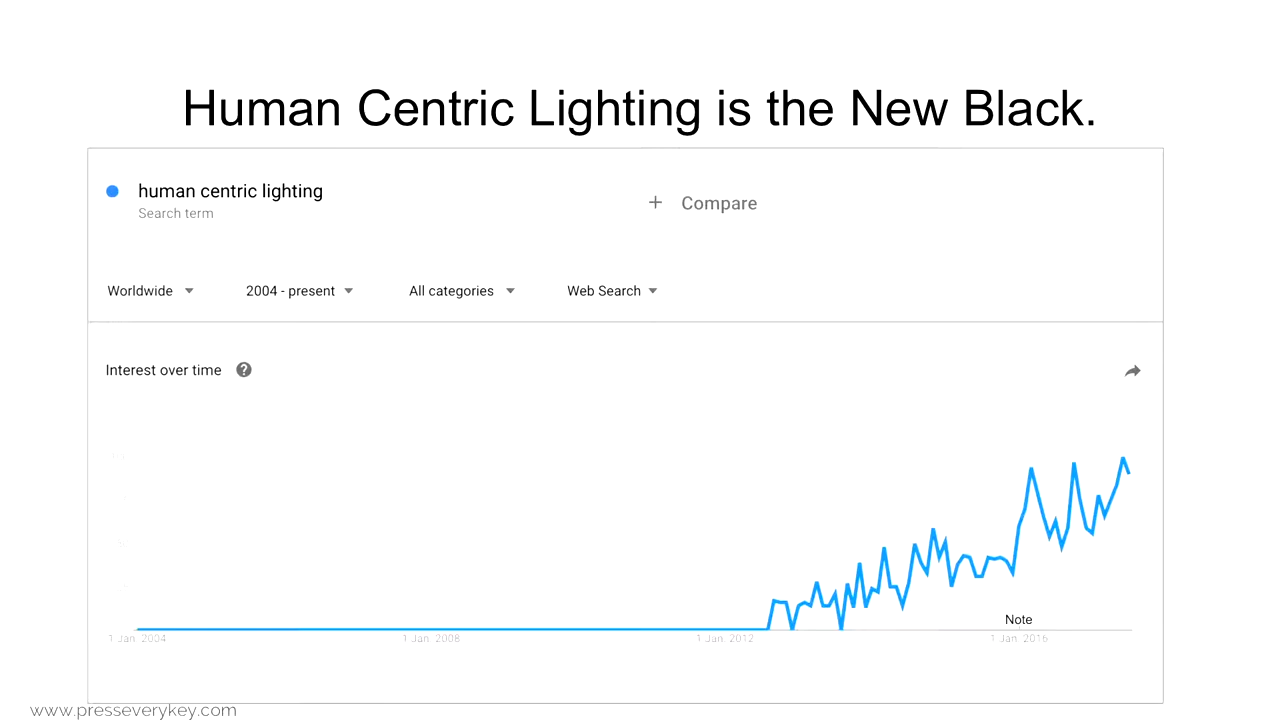 Human Centric Lighting is the New Black.
human centric lighting
Search term
+ Compare
Worldwide 2004 - present All categories Web Search
Interest over time ?
Note
1 Jan. 2004 1 Jan. 2008 1 Jan. 2012 1 Jan. 2016
www.presseverykey.com